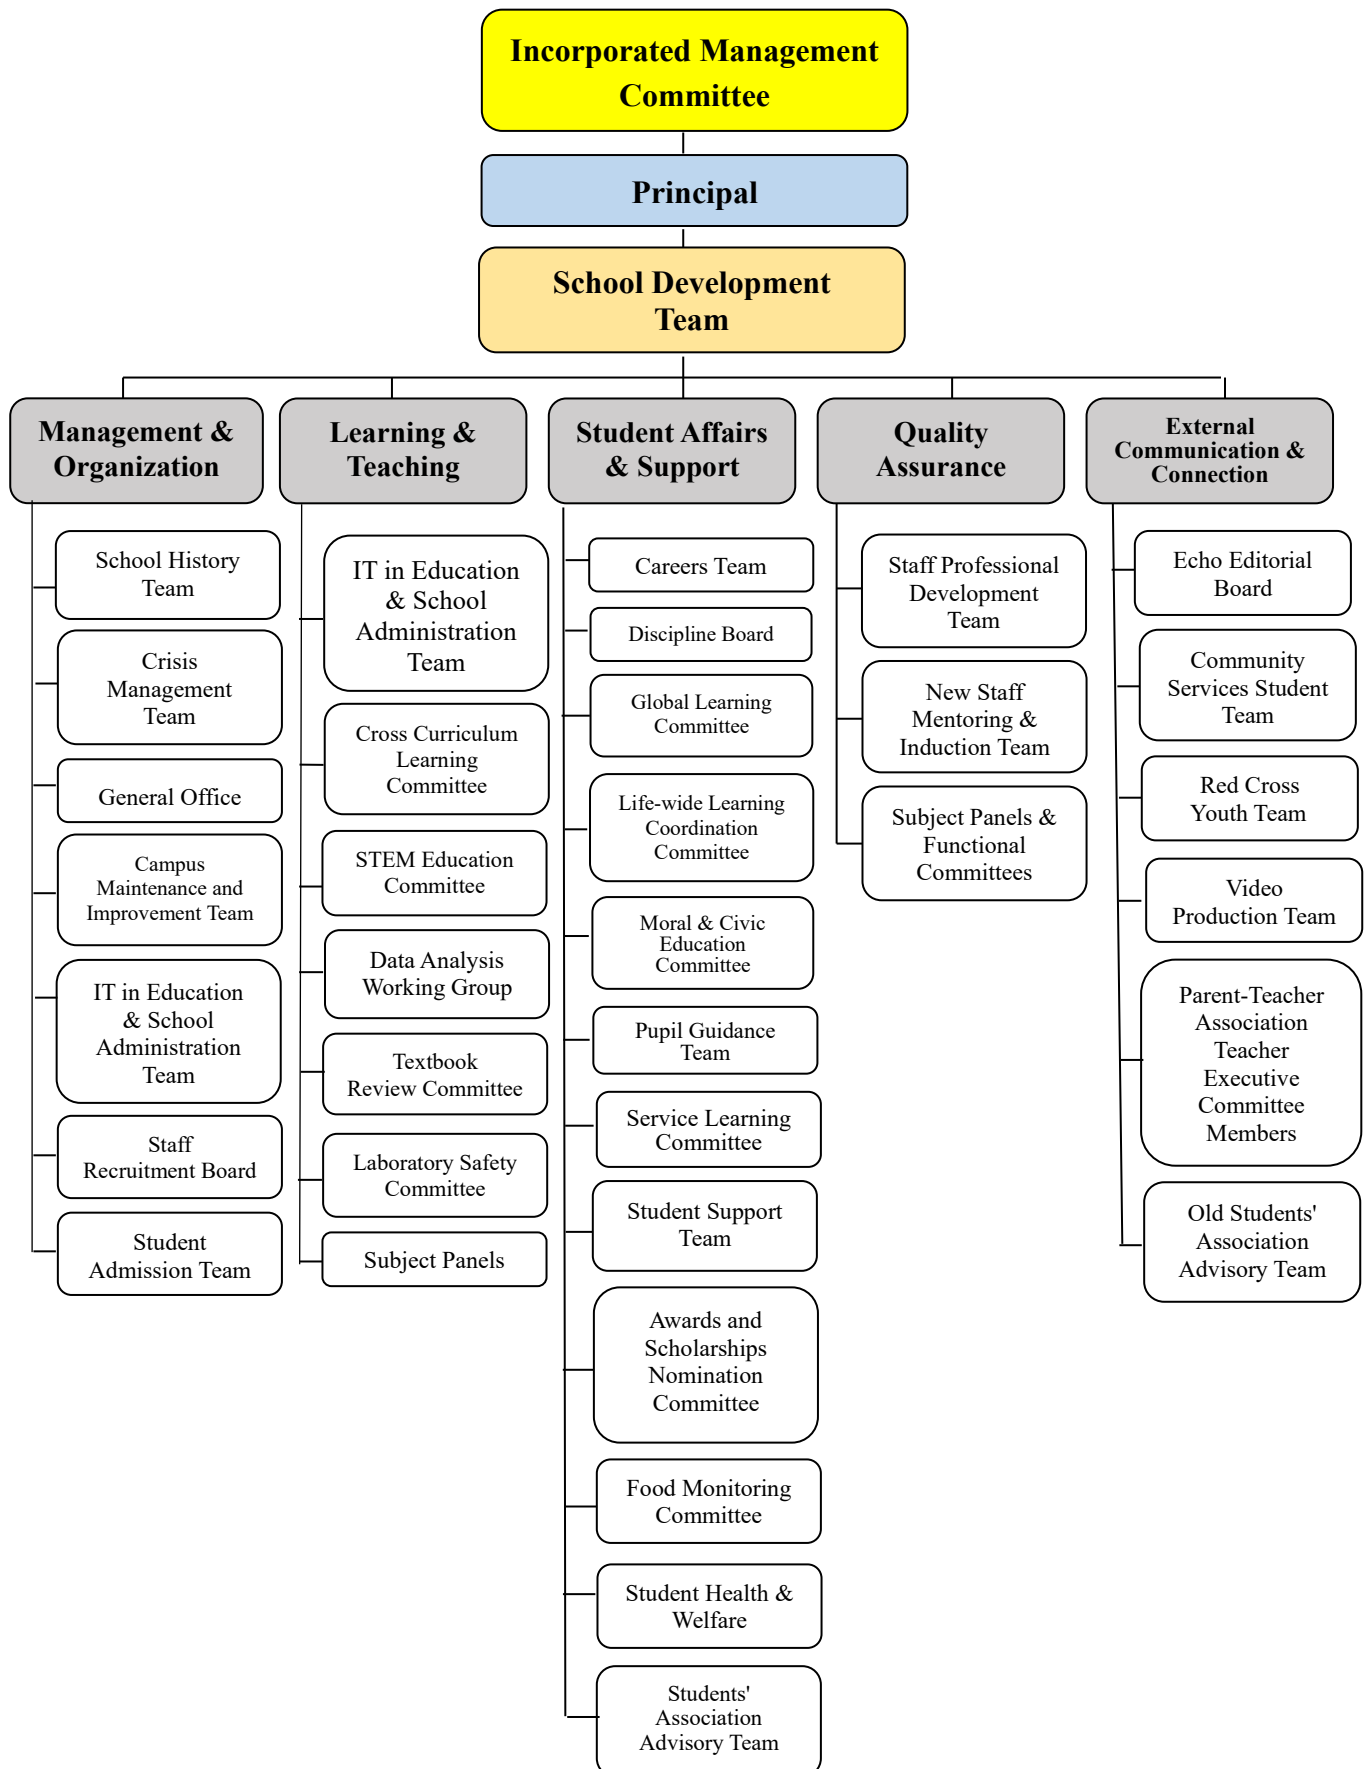 Incorporated Management
Committee
Principal
School Development
Team
Management &
Organization
School History
Team
Crisis
Management
Team
General Office
Campus
Maintenance and
Improvement Team
IT in Education
& School
Administration
Team
Staff
Recruitment Board
Student
Admission Team
Learning &
Teaching
IT in Education
& School
Administration
Team
Cross Curriculum
Learning
Committee
STEM Education
Committee
Data Analysis
Working Group
Textbook
Review Committee
Laboratory Safety
Committee
Subject Panels
Student Affairs
& Support
Careers Team
Discipline Board
Global Learning
Committee
Life-wide Learning
Coordination
Committee
Moral & Civic
Education
Committee
Pupil Guidance
Team
Service Learning
Committee
Student Support
Team
Awards and
Scholarships
Nomination
Committee
Food Monitoring
Committee
Student Health &
Welfare
Students'
Association
Advisory Team
Quality
Assurance
Staff Professional
Development
Team
New Staff
Mentoring &
Induction Team
Subject Panels &
Functional
Committees
External
Communication &
Connection
Echo Editorial
Board
Community
Services Student
Team
Red Cross
Youth Team
Video
Production Team
Parent-Teacher
Association
Teacher
Executive
Committee
Members
Old Students'
Association
Advisory Team